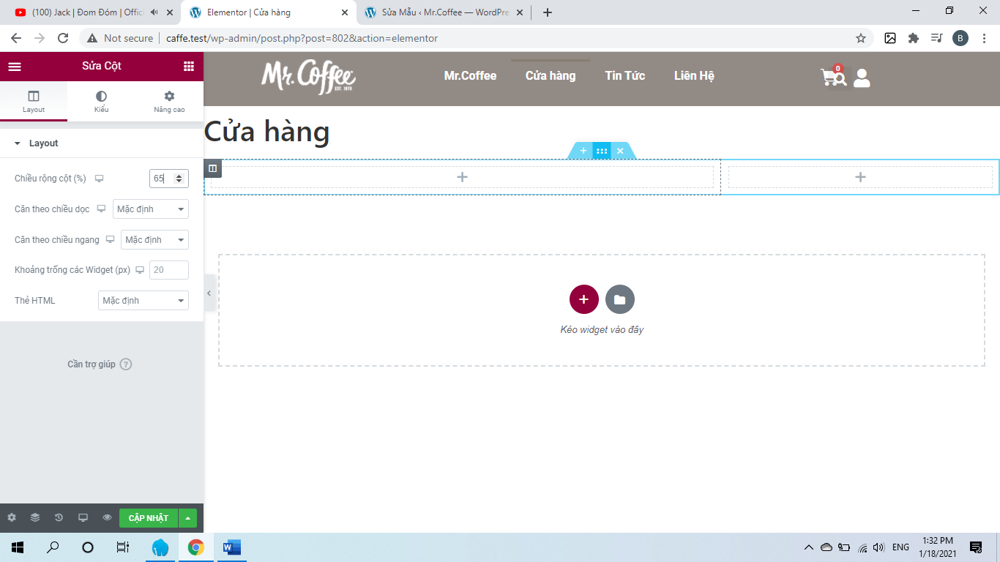 (100) Jack | Đom Đóm | Offici
Elementor | Cửa hàng
Sửa Mẫu ‹ Mr.Coffee — WordPre
Not secure
caffe.test/wp-admin/post.php?post=802&action=elementor
B
Sửa Cột
Layout
Kiểu
Nâng cao
Layout
Chiều rộng cột (%)
65
Căn theo chiều dọc
Mặc định
Căn theo chiều ngang
Mặc định
Khoảng trống các Widget (px)
20
Thẻ HTML
Mặc định
Cần trợ giúp
?
CẬP NHẬT
Mr. Coffee
EST. 1970
Mr.Coffee
Cửa hàng
Tin Tức
Liên Hệ
0
Cửa hàng
Kéo widget vào đây
ENG
1:32 PM
1/18/2021